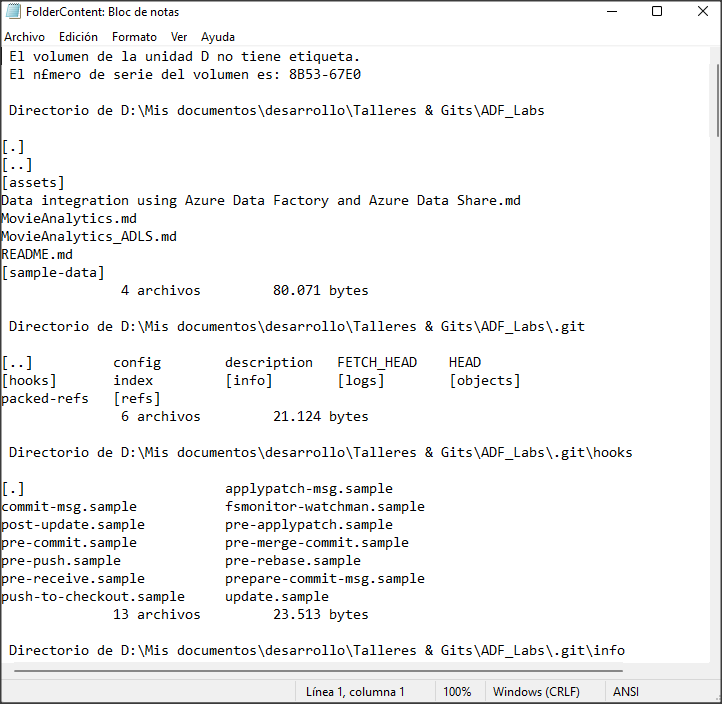 FolderContent: Bloc de notas
Archivo Edición Formato Ver Ayuda
El volumen de la unidad D no tiene etiqueta.
El n£mero de serie del volumen es: 8B53-67E0
Directorio de D:\Mis documentos\desarrollo\Talleres & Gits\ADF_Labs
[.]
[..]
[assets]
Data integration using Azure Data Factory and Azure Data Share.md
MovieAnalytics.md
MovieAnalytics_ADLS.md
README.md
[sample-data]
4 archivos 80.071 bytes
Directorio de D:\Mis documentos\desarrollo\Talleres & Gits\ADF_Labs\.git
[..] config description FETCH_HEAD HEAD
[hooks] index [info] [logs] [objects]
packed-refs [refs]
6 archivos 21.124 bytes
Directorio de D:\Mis documentos\desarrollo\Talleres & Gits\ADF_Labs\.git\hooks
[.] applypatch-msg.sample
commit-msg.sample fsmonitor-watchman.sample
post-update.sample pre-applypatch.sample
pre-commit.sample pre-merge-commit.sample
pre-push.sample pre-rebase.sample
pre-receive.sample prepare-commit-msg.sample
push-to-checkout.sample update.sample
13 archivos 23.513 bytes
Directorio de D:\Mis documentos\desarrollo\Talleres & Gits\ADF_Labs\.git\info
Línea 1, columna 1 100% Windows (CRLF) ANSI